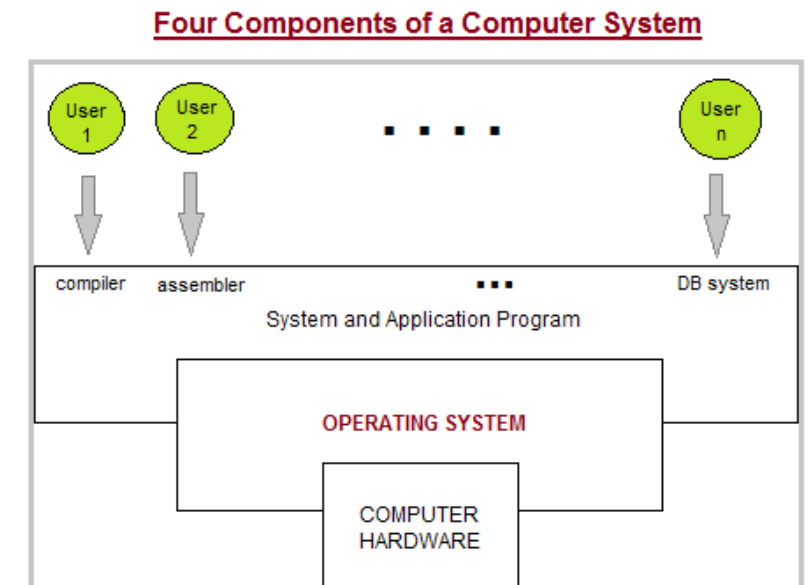 Four Components of a Computer System
User
1
User
2
. . . .
User
n
compiler
assembler
...
DB system
System and Application Program
OPERATING SYSTEM
COMPUTER
HARDWARE